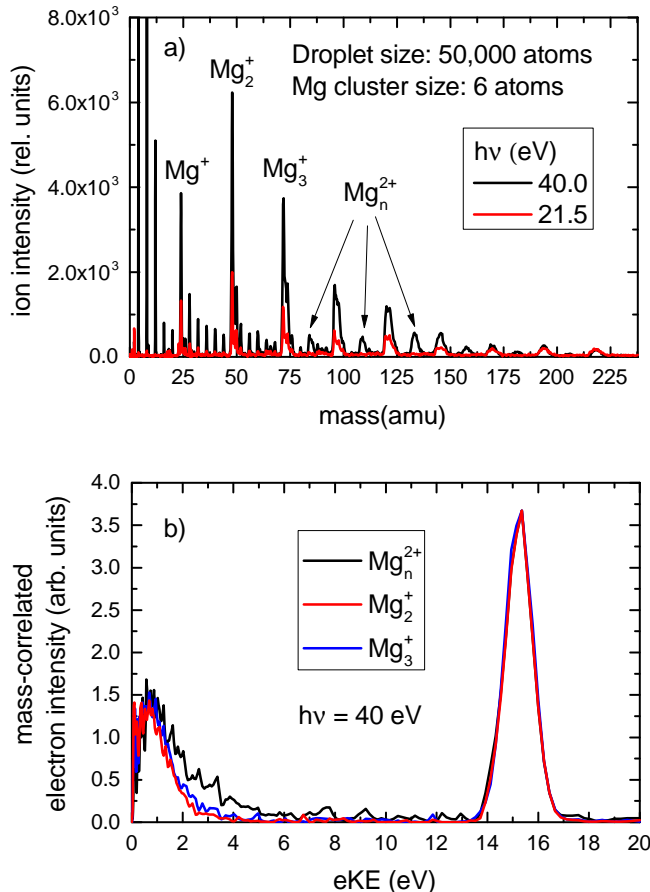 a)
Droplet size: 50,000 atoms
Mg cluster size: 6 atoms
Mg₂⁺
Mg⁺
Mg₃⁺
Mgₙ²⁺
hν (eV)
40.0
21.5
ion intensity (rel. units)
8.0x10³
6.0x10³
4.0x10³
2.0x10³
0.0
0 25 50 75 100 125 150 175 200 225
mass(amu)
b)
Mgₙ²⁺
Mg₂⁺
Mg₃⁺
hν = 40 eV
mass-correlated
electron intensity (arb. units)
4.0
3.5
3.0
2.5
2.0
1.5
1.0
0.5
0.0
0 2 4 6 8 10 12 14 16 18 20
eKE (eV)